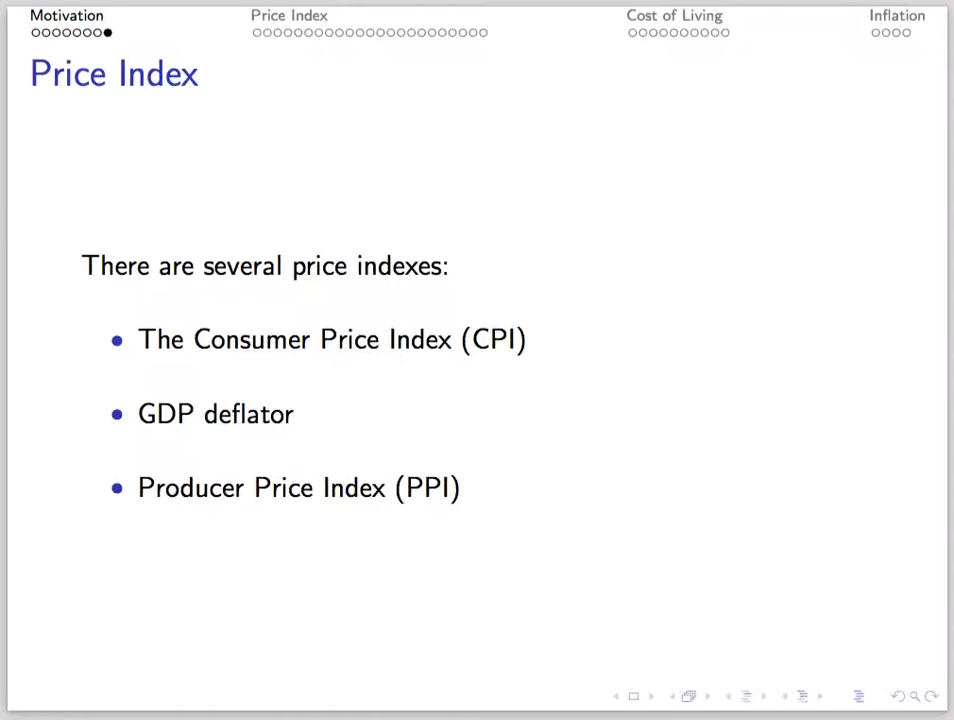 Motivation Price Index Cost of Living Inflation
Price Index
There are several price indexes:
• The Consumer Price Index (CPI)
• GDP deflator
• Producer Price Index (PPI)